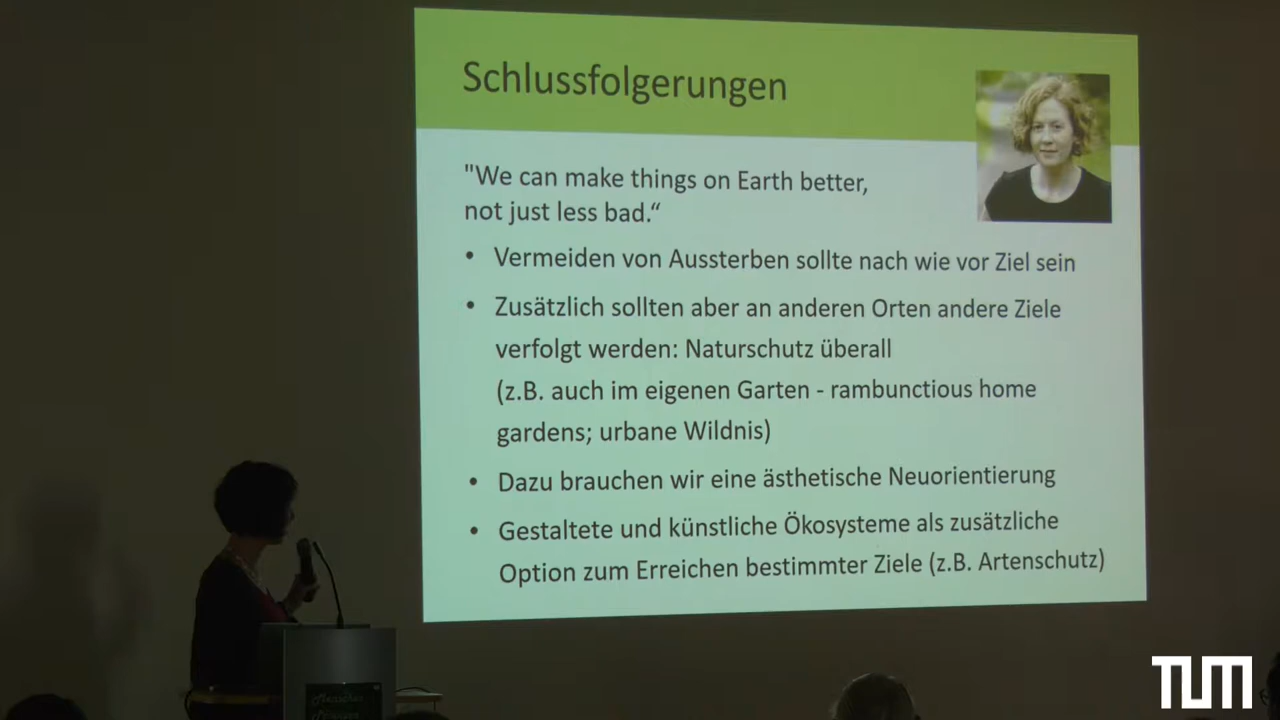 Schlussfolgerungen
"We can make things on Earth better,
not just less bad.“
• Vermeiden von Aussterben sollte nach wie vor Ziel sein
• Zusätzlich sollten aber an anderen Orten andere Ziele
verfolgt werden: Naturschutz überall
(z.B. auch im eigenen Garten - rambunctious home
gardens; urbane Wildnis)
• Dazu brauchen wir eine ästhetische Neuorientierung
• Gestaltete und künstliche Ökosysteme als zusätzliche
Option zum Erreichen bestimmter Ziele (z.B. Artenschutz)
TUM